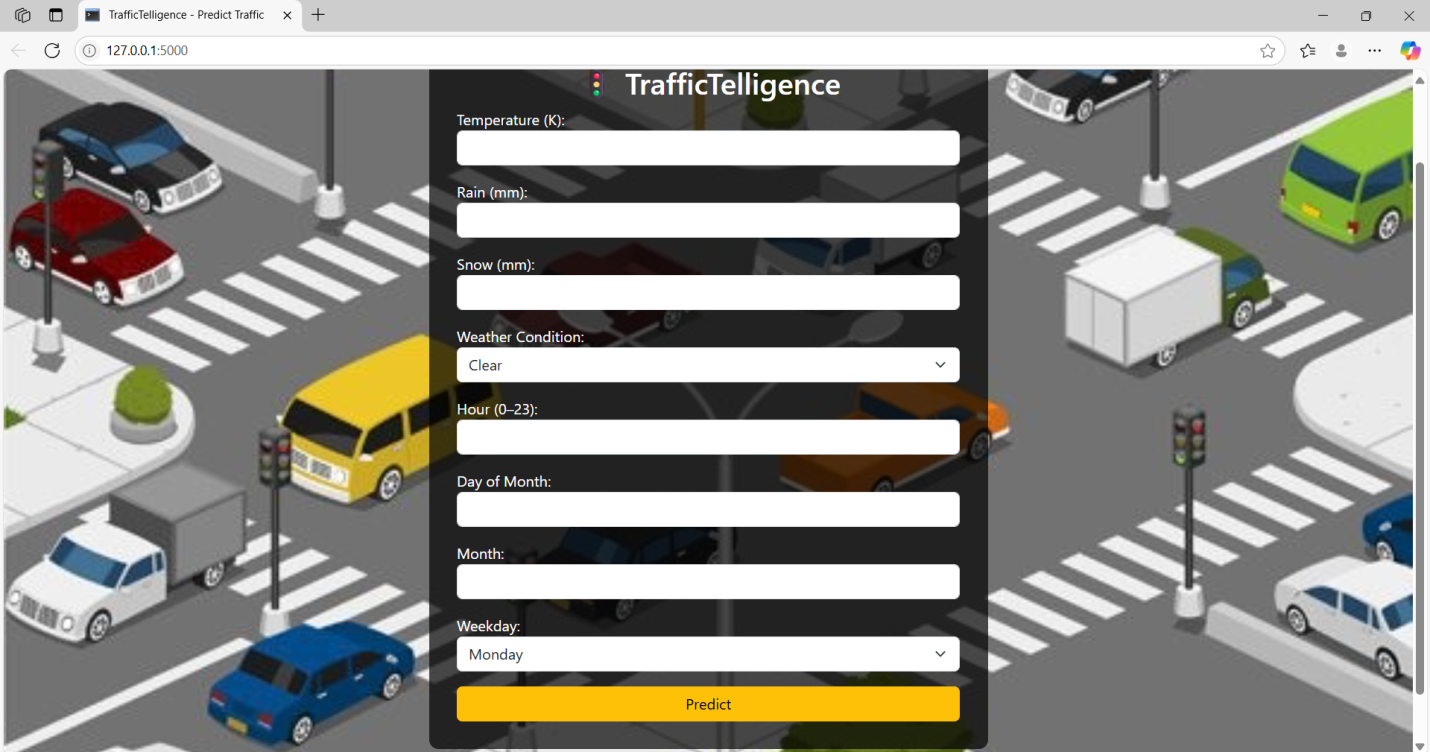 TrafficTelligence - Predict Traffic
127.0.0.1:5000
TrafficTelligence
Temperature (K):
Rain (mm):
Snow (mm):
Weather Condition:
Clear
Hour (0–23):
Day of Month:
Month:
Weekday:
Monday
Predict